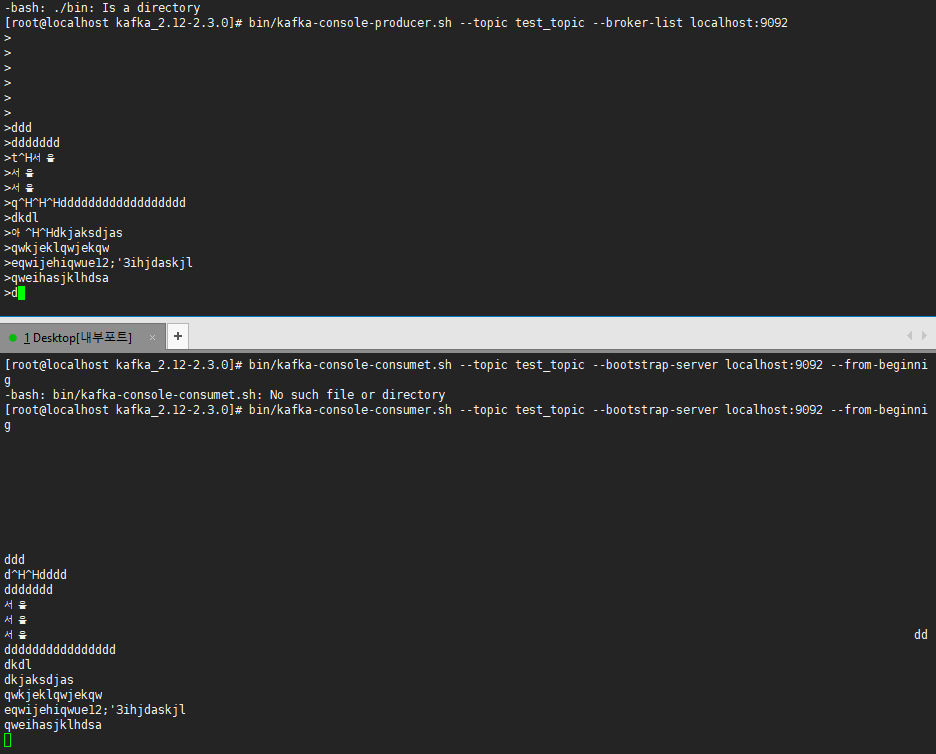 -bash: ./bin: Is a directory
[root@localhost kafka_2.12-2.3.0]# bin/kafka-console-producer.sh --topic test_topic --broker-list localhost:9092
>
>
>
>
>
>
>ddd
>ddddddd
>t^H서울
>서울
>서울
>q^H^H^Hdddddddddddddddddd
>dkdl
>아 ^H^Hdkjaksdjas
>qwkjeklqwjekqw
>eqwijehiqwue12;'3ihjdaskjl
>qweihasjklhdsa
>d
1 Desktop[내부포트] × +
[root@localhost kafka_2.12-2.3.0]# bin/kafka-console-consumet.sh --topic test_topic --bootstrap-server localhost:9092 --from-beginni
g
-bash: bin/kafka-console-consumet.sh: No such file or directory
[root@localhost kafka_2.12-2.3.0]# bin/kafka-console-consumer.sh --topic test_topic --bootstrap-server localhost:9092 --from-beginni
g
ddd
d^H^Hdddd
ddddddd
서울
서울
서울 dd
dddddddddddddddd
dkdl
dkjaksdjas
qwkjeklqwjekqw
eqwijehiqwue12;'3ihjdaskjl
qweihasjklhdsa